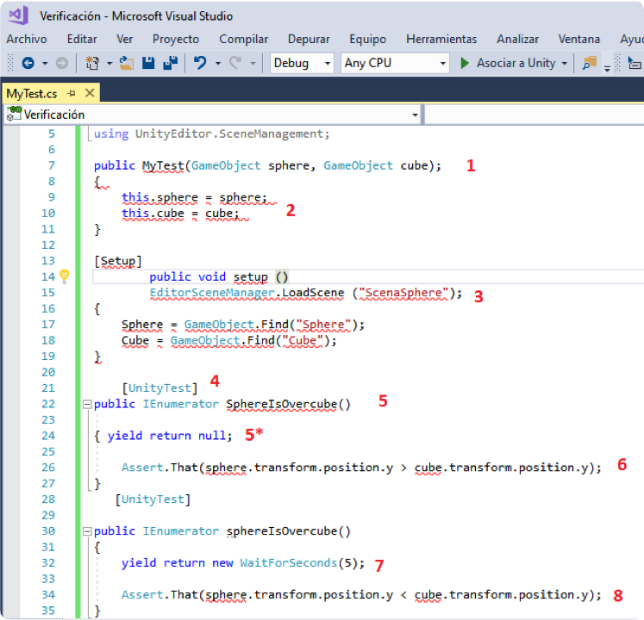 Verificación - Microsoft Visual Studio
Archivo Editar Ver Proyecto Compilar Depurar Equipo Herramientas Analizar Ventana Ayu
Debug Any CPU Asociar a Unity
MyTest.cs
Verificación
5 using UnityEditor.SceneManagement;
6
7 public MyTest(GameObject sphere, GameObject cube); 1
8 {
9 this.sphere = sphere;
10 this.cube = cube; 2
11 }
12
13 [Setup]
14 public void setup ()
15 EditorSceneManager.LoadScene ("ScenaSphere"); 3
16 {
17 Sphere = GameObject.Find("Sphere");
18 Cube = GameObject.Find("Cube");
19 }
20
21 [UnityTest] 4
22 public IEnumerator SphereIsOvercube() 5
23
24 { yield return null; 5*
25
26 Assert.That(sphere.transform.position.y > cube.transform.position.y); 6
27 }
28 [UnityTest]
29
30 public IEnumerator sphereIsOvercube()
31 {
32 yield return new WaitForSeconds(5); 7
33
34 Assert.That(sphere.transform.position.y < cube.transform.position.y); 8
35 }